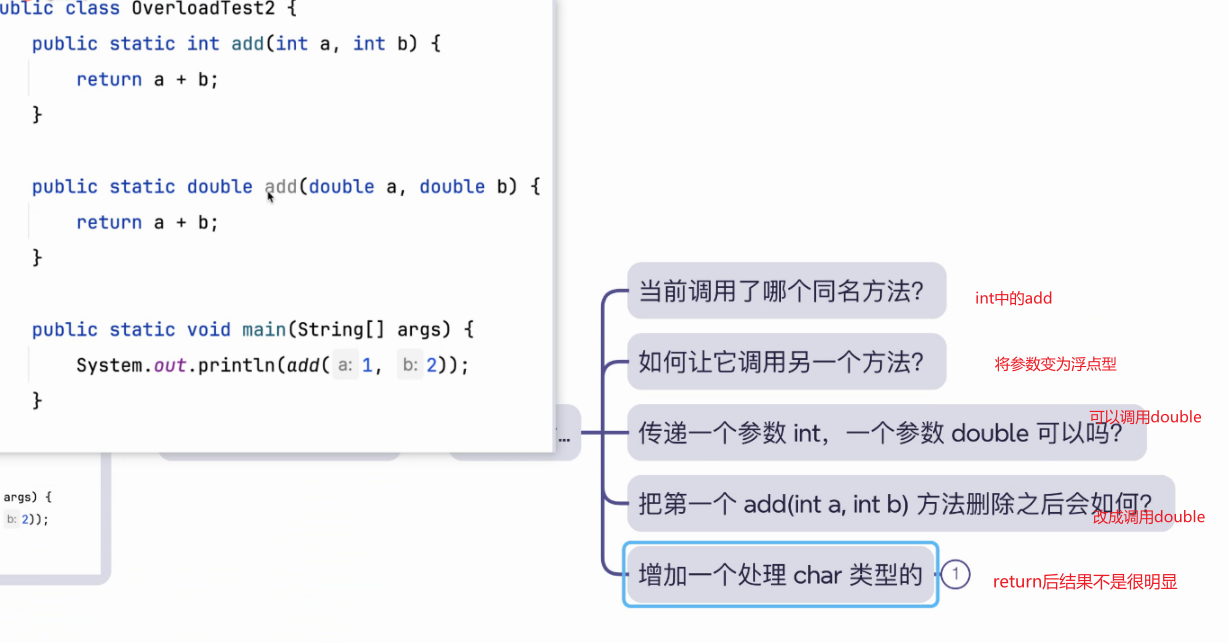 ublic class OverloadTest2 {
public static int add(int a, int b) {
return a + b;
}
public static double add(double a, double b) {
return a + b;
}
public static void main(String[] args) {
System.out.println(add( a: 1, b: 2));
}
...
args) {
b: 2));
当前调用了哪个同名方法?
int中的add
如何让它调用另一个方法?
将参数变为浮点型
传递一个参数 int，一个参数 double 可以吗?
可以调用double
把第一个 add(int a, int b) 方法删除之后会如何?
改成调用double
增加一个处理 char 类型的
1
return后结果不是很明显